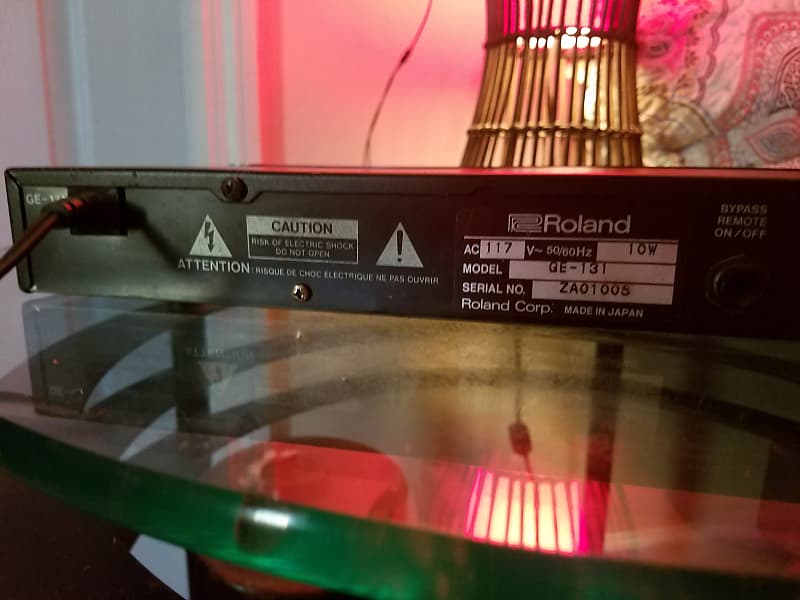 GE-131
CAUTION
RISK OF ELECTRIC SHOCK
DO NOT OPEN
ATTENTION RISQUE DE CHOC ELECTRIQUE NE PAS OUVRIR
Roland
AC 117 V~ 50/60Hz 10W
MODEL GE-131
SERIAL NO. ZA01005
Roland Corp. MADE IN JAPAN
BYPASS
REMOTE
ON/OFF